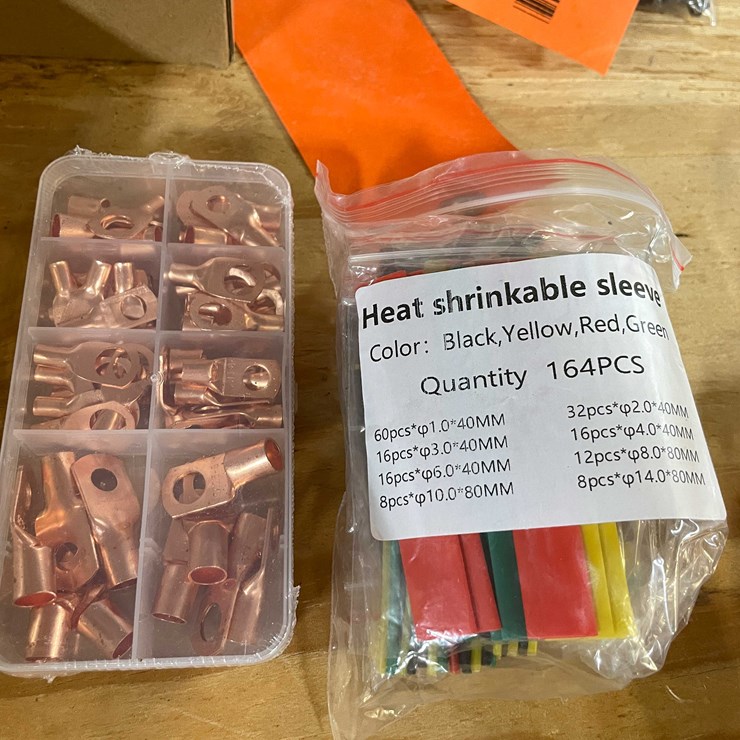 Heat shrinkable sleeve
Color: Black,Yellow,Red,Green
Quantity 164PCS
60pcs*φ1.0*40MM 32pcs*φ2.0*40MM
16pcs*φ3.0*40MM 16pcs*φ4.0*40MM
16pcs*φ6.0*40MM 12pcs*φ8.0*80MM
8pcs*φ10.0*80MM 8pcs*φ14.0*80MM